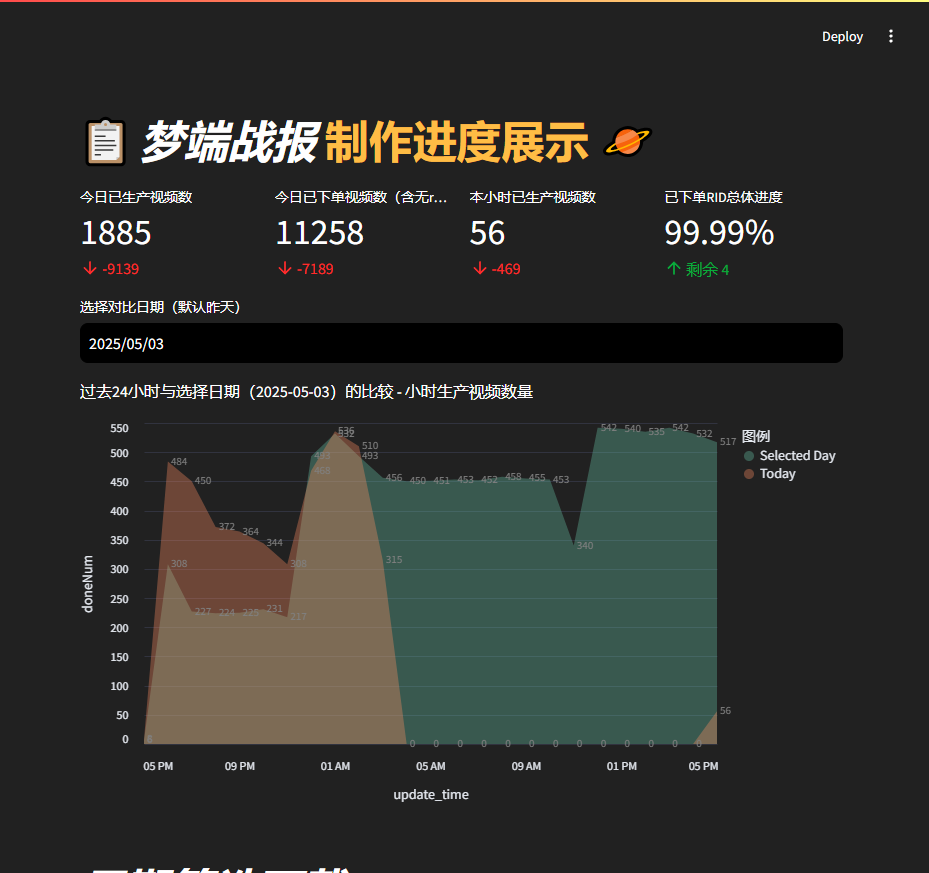 Deploy
梦端战报 制作进度展示
今日已生产视频数
1885
-9139
今日已下单视频数（含无r...
11258
-7189
本小时已生产视频数
56
-469
已下单RID总体进度
99.99%
剩余 4
选择对比日期（默认昨天）
2025/05/03
过去24小时与选择日期（2025-05-03）的比较 - 小时生产视频数量
图例
Selected Day
Today
doneNum
550
500
450
400
350
300
250
200
150
100
50
0
0 484 450 372 364 344 308 468 536 510 315 0 0 0 0 0 0 0 0 0 0 0 0 0 56
308 227 224 225 231 217 493 532 493 456 450 451 453 452 458 455 453 340 542 540 535 542 532 517
05 PM 09 PM 01 AM 05 AM 09 AM 01 PM 05 PM
update_time